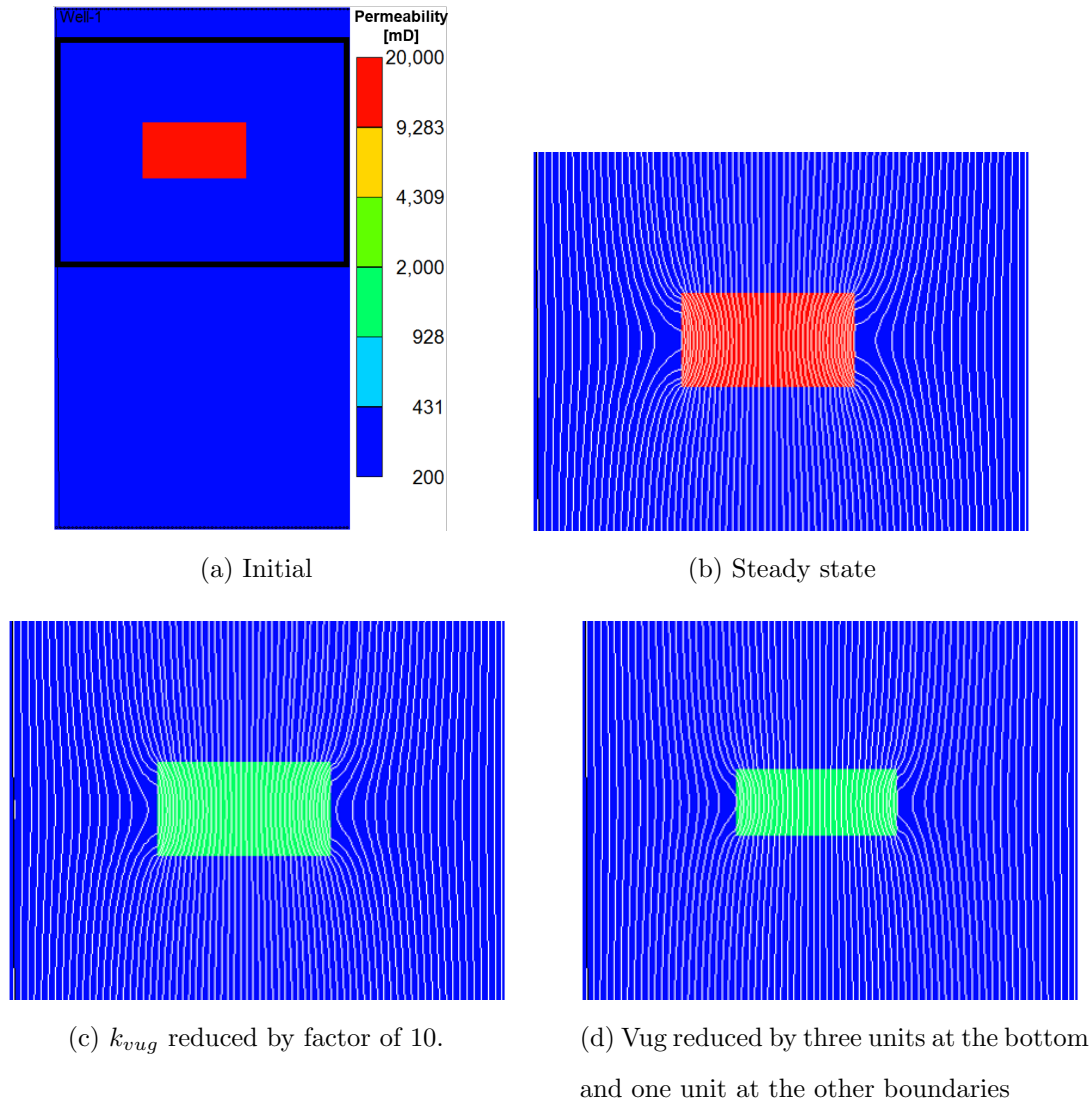 Well-1
Permeability
[mD]
20,000
9,283
4,309
2,000
928
431
200
(a) Initial
(b) Steady state
(c) k_{vug} reduced by factor of 10.
(d) Vug reduced by three units at the bottom
and one unit at the other boundaries